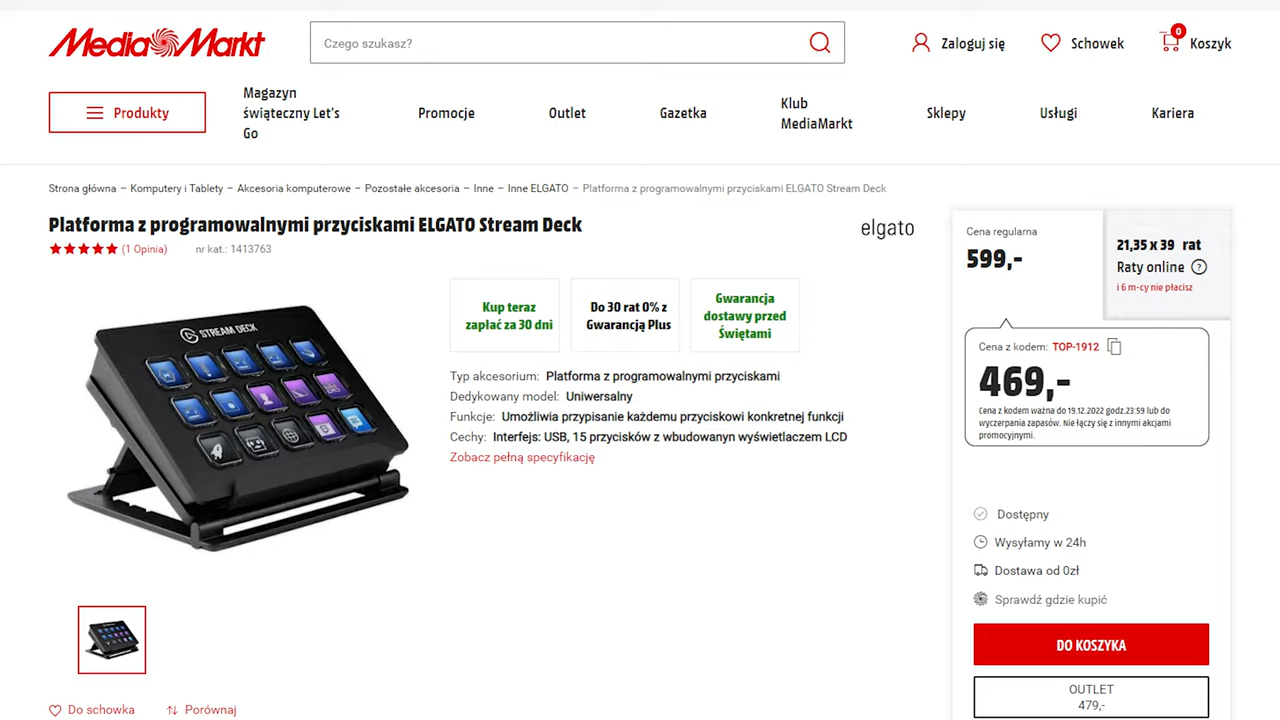 MediaMarkt
Czego szukasz?
Zaloguj się
Schowek
0
Koszyk
Produkty
Magazyn
świąteczny Let's
Go
Promocje
Outlet
Gazetka
Klub
MediaMarkt
Sklepy
Usługi
Kariera
Strona główna – Komputery i Tablety – Akcesoria komputerowe – Pozostałe akcesoria – Inne – Inne ELGATO – Platforma z programowalnymi przyciskami ELGATO Stream Deck
Platforma z programowalnymi przyciskami ELGATO Stream Deck
(1 Opinia)
nr kat.: 1413763
elgato
STREAM DECK
Kup teraz
zapłać za 30 dni
Do 30 rat 0% z
Gwarancją Plus
Gwarancja
dostawy przed
Świętami
Typ akcesorium: Platforma z programowalnymi przyciskami
Dedykowany model: Uniwersalny
Funkcje: Umożliwia przypisanie każdemu przyciskowi konkretnej funkcji
Cechy: Interfejs: USB, 15 przycisków z wbudowanym wyświetlaczem LCD
Zobacz pełną specyfikację
Cena regularna
599,-
21,35 x 39 rat
Raty online ?
i 6 m-cy nie płacisz
Cena z kodem: TOP-1912
469,-
Cena z kodem ważna do 19.12.2022 godz.23:59 lub do
wyczerpania zapasów. Nie łączy się z innymi akcjami
promocyjnymi.
Dostępny
Wysyłamy w 24h
Dostawa od 0zł
Sprawdź gdzie kupić
DO KOSZYKA
OUTLET
479,-
Do schowka
Porównaj